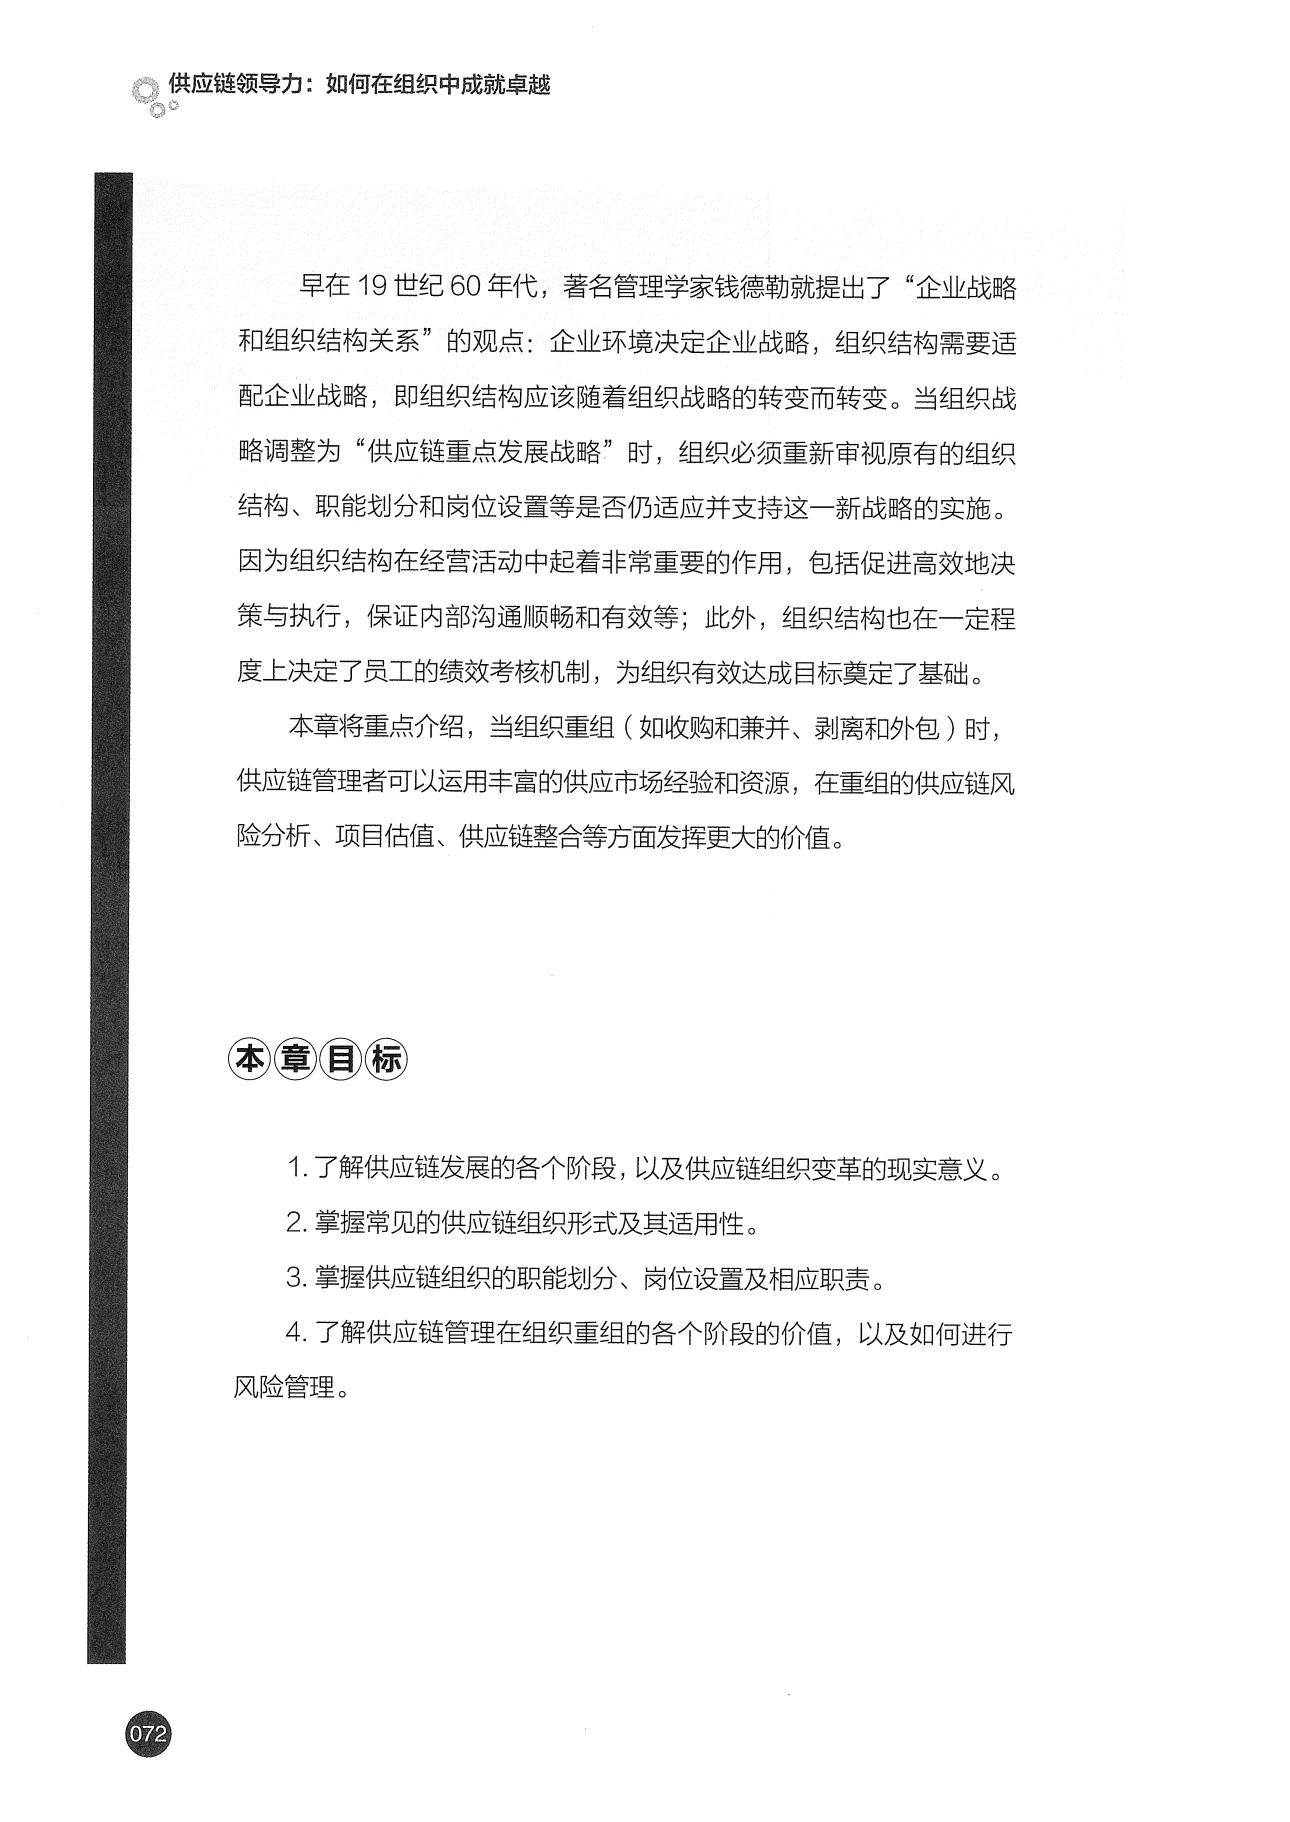 供应链领导力：如何在组织中成就卓越
早在 19 世纪 60 年代，著名管理学家钱德勒就提出了“企业战略
和组织结构关系”的观点：企业环境决定企业战略，组织结构需要适
配企业战略，即组织结构应该随着组织战略的转变而转变。当组织战
略调整为“供应链重点发展战略”时，组织必须重新审视原有的组织
结构、职能划分和岗位设置等是否仍适应并支持这一新战略的实施。
因为组织结构在经营活动中起着非常重要的作用，包括促进高效地决
策与执行，保证内部沟通顺畅和有效等；此外，组织结构也在一定程
度上决定了员工的绩效考核机制，为组织有效达成目标奠定了基础。
本章将重点介绍，当组织重组（如收购和兼并、剥离和外包）时，
供应链管理者可以运用丰富的供应市场经验和资源，在重组的供应链风
险分析、项目估值、供应链整合等方面发挥更大的价值。
本章目标
1. 了解供应链发展的各个阶段，以及供应链组织变革的现实意义。
2. 掌握常见的供应链组织形式及其适用性。
3. 掌握供应链组织的职能划分、岗位设置及相应职责。
4. 了解供应链管理在组织重组的各个阶段的价值，以及如何进行
风险管理。
072